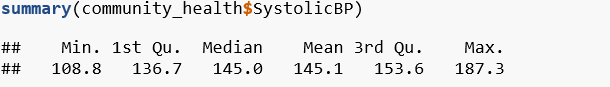 summary(community_health$SystolicBP)
##    Min. 1st Qu.  Median    Mean 3rd Qu.    Max.
##   108.8   136.7   145.0   145.1   153.6   187.3